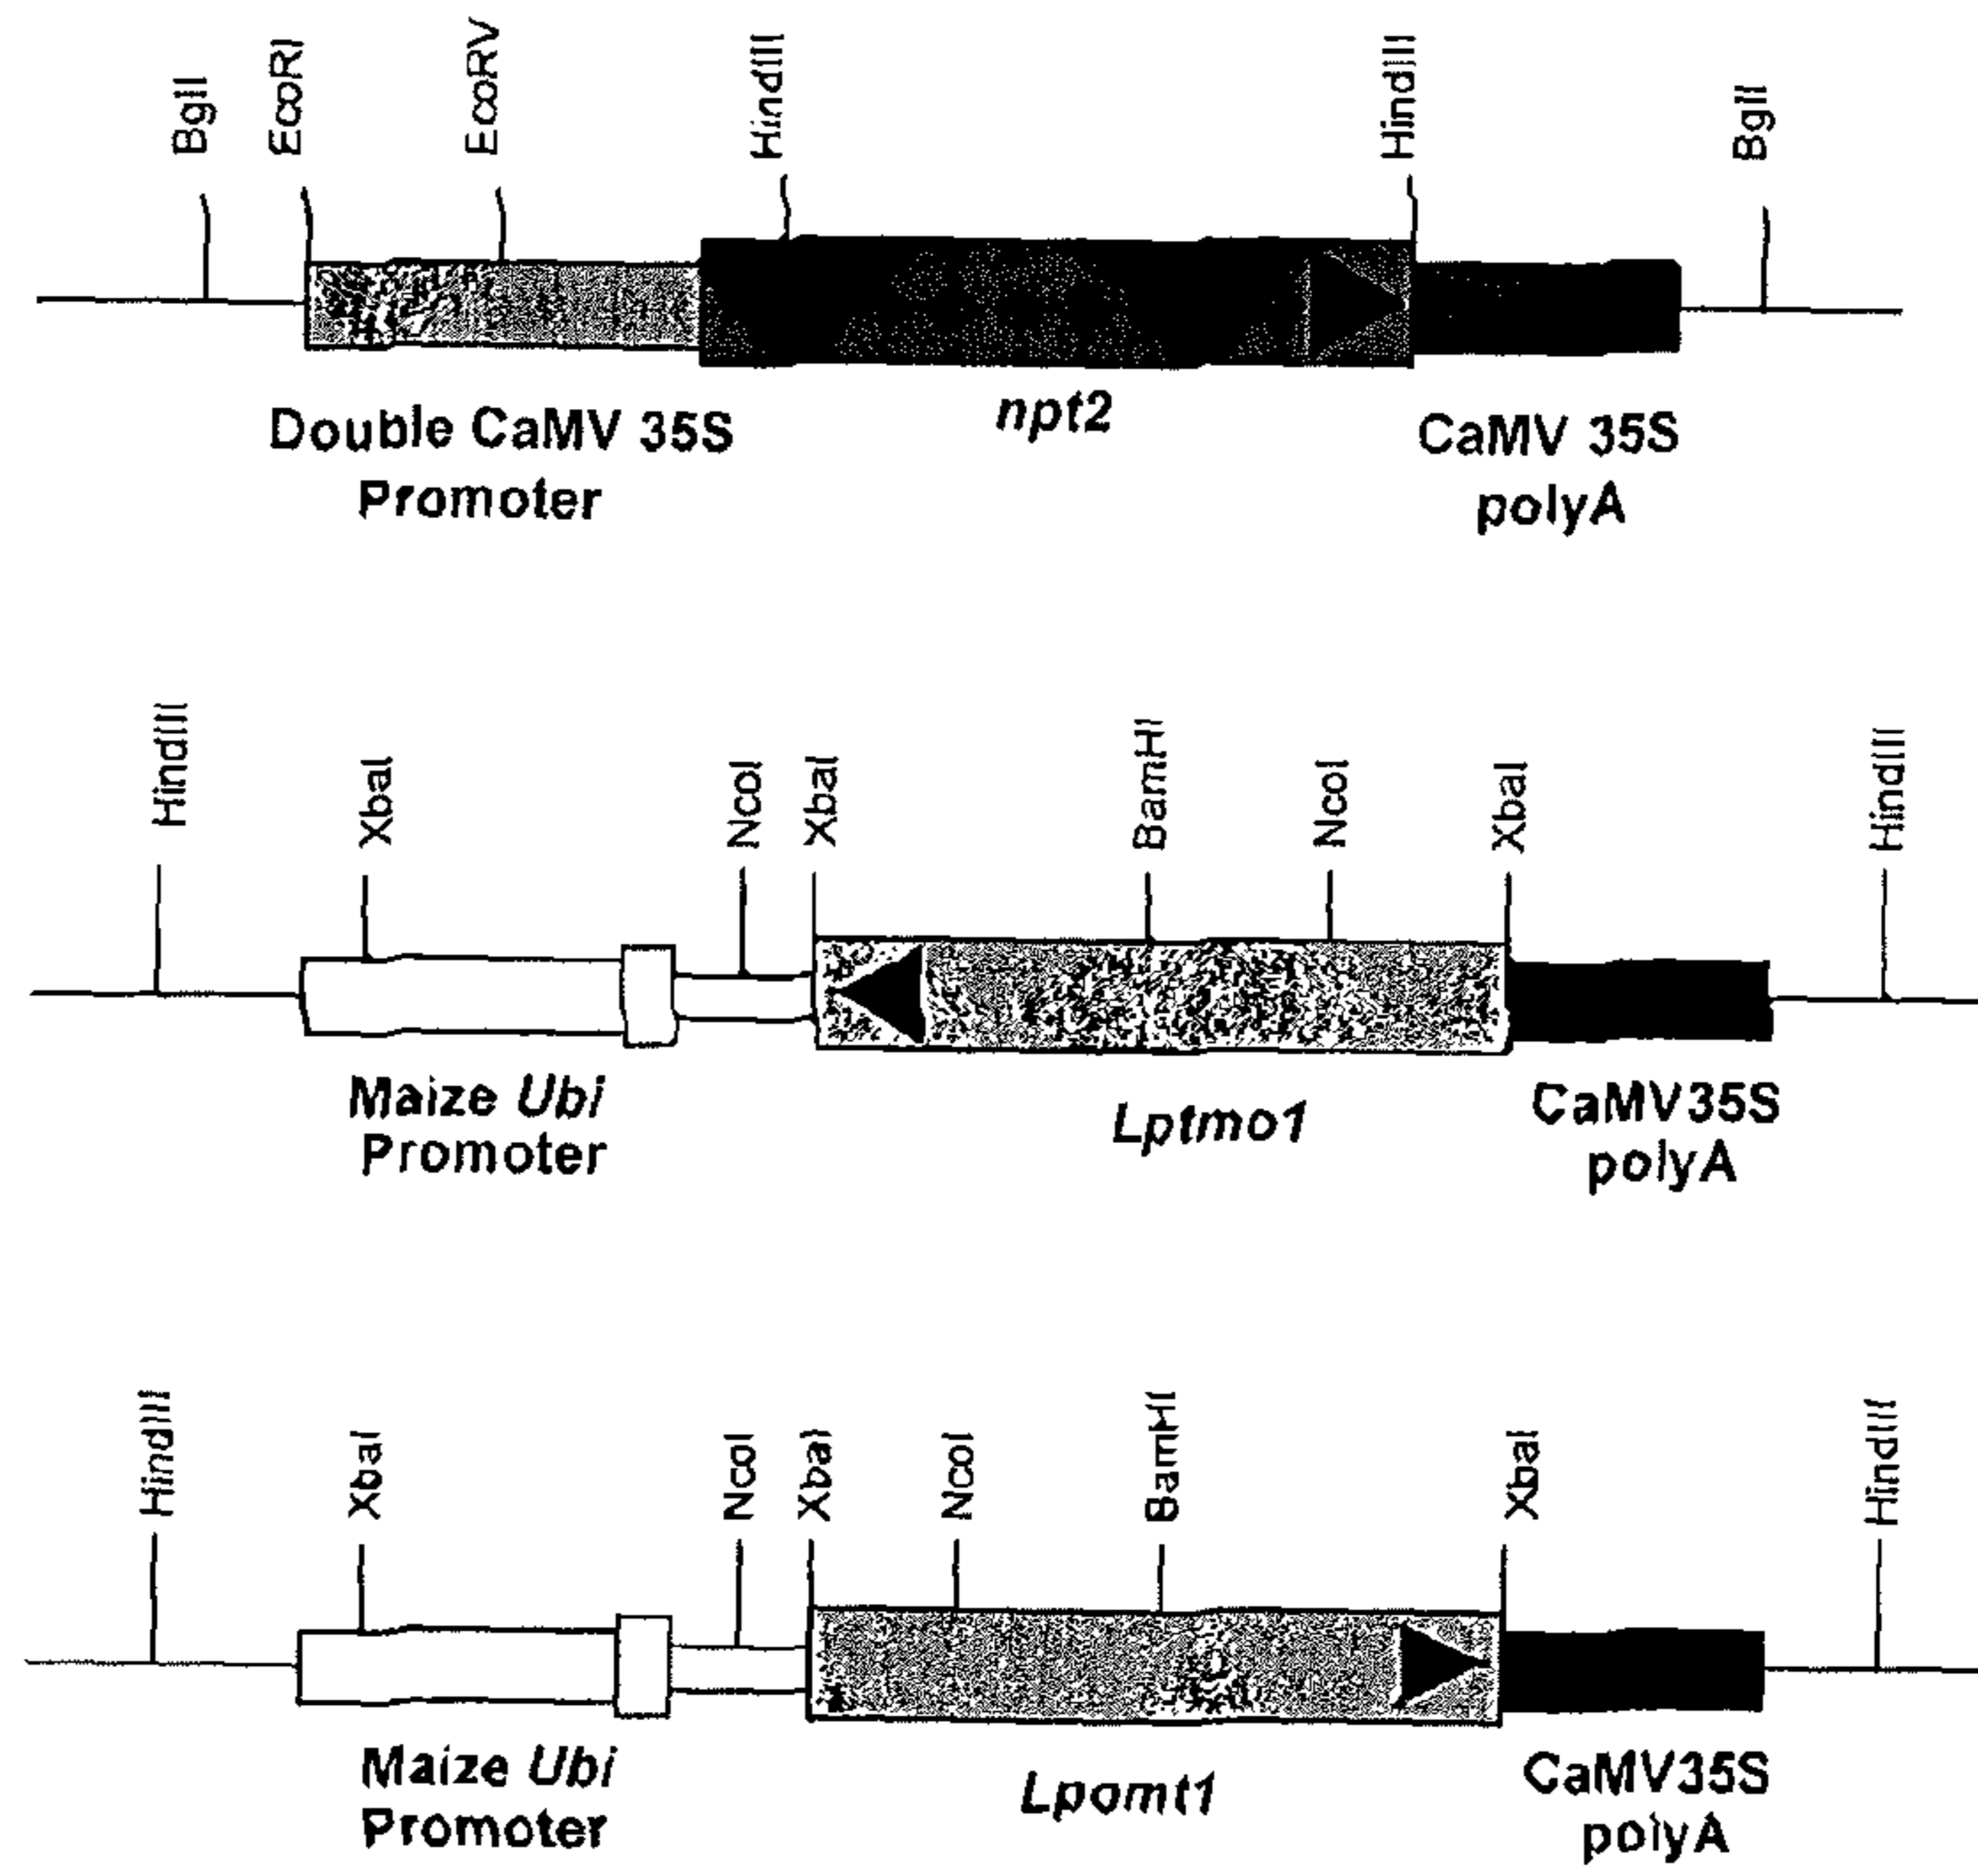 BglI EcoRI EcoRV HindIII HindIII BglI
Double CaMV 35S
Promoter
npt2
CaMV 35S
polyA
HindIII XbaI NcoI XbaI BamHI NcoI XbaI HindIII
Maize Ubi
Promoter
Lptmo1
CaMV35S
polyA
HindIII XbaI NcoI XbaI NcoI BamHI XbaI HindIII
Maize Ubi
Promoter
Lpomt1
CaMV35S
polyA